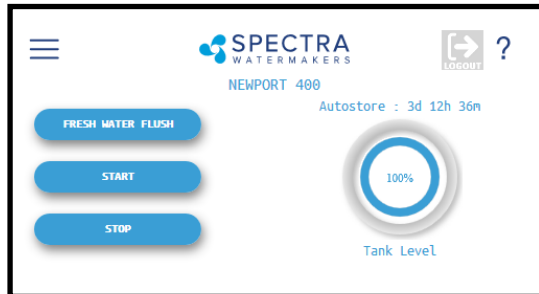 SPECTRA
WATERMAKERS
LOGOUT
?
NEWPORT 400
Autostore : 3d 12h 36m
FRESH WATER FLUSH
START
STOP
100%
Tank Level